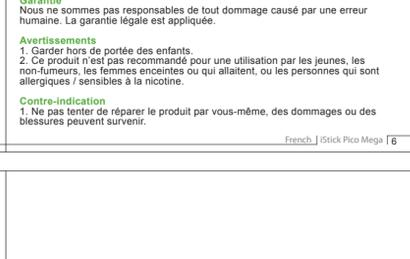 Garantie
Nous ne sommes pas responsables de tout dommage causé par une erreur
humaine. La garantie légale est appliquée.
Avertissements
1. Garder hors de portée des enfants.
2. Ce produit n'est pas recommandé pour une utilisation par les jeunes, les
non-fumeurs, les femmes enceintes ou qui allaitent, ou les personnes qui sont
allergiques / sensibles à la nicotine.
Contre-indication
1. Ne pas tenter de réparer le produit par vous-même, des dommages ou des
blessures peuvent survenir.
French | iStick Pico Mega | 6